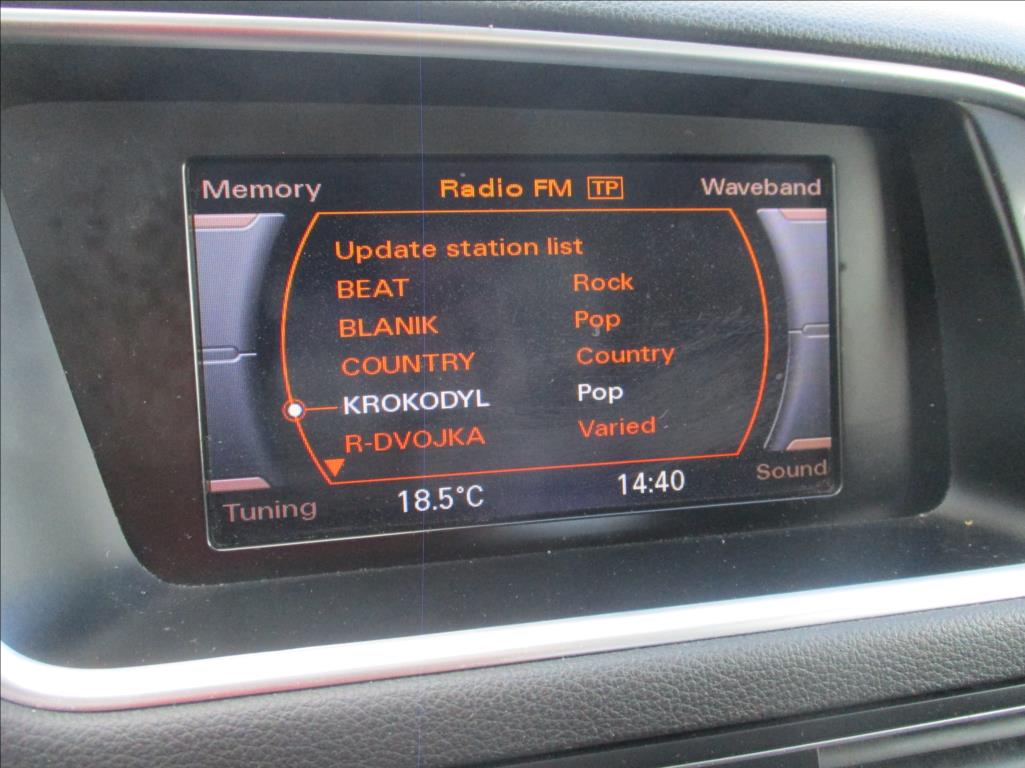 Memory Radio FM TP Waveband
Update station list
BEAT Rock
BLANIK Pop
COUNTRY Country
KROKODYL Pop
R-DVOJKA Varied
Tuning 18.5°C 14:40 Sound